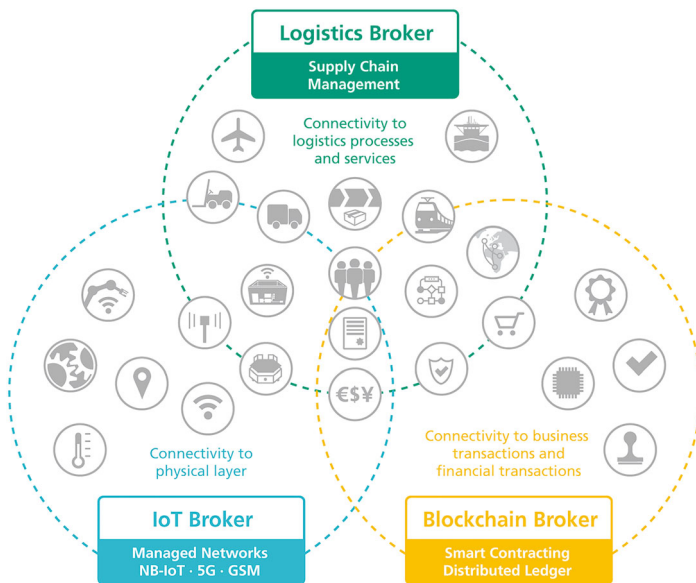 Logistics Broker
Supply Chain
Management
Connectivity to
logistics processes
and services
€$¥
Connectivity to
physical layer
Connectivity to business
transactions and
financial transactions
IoT Broker
Managed Networks
NB-IoT · 5G · GSM
Blockchain Broker
Smart Contracting
Distributed Ledger